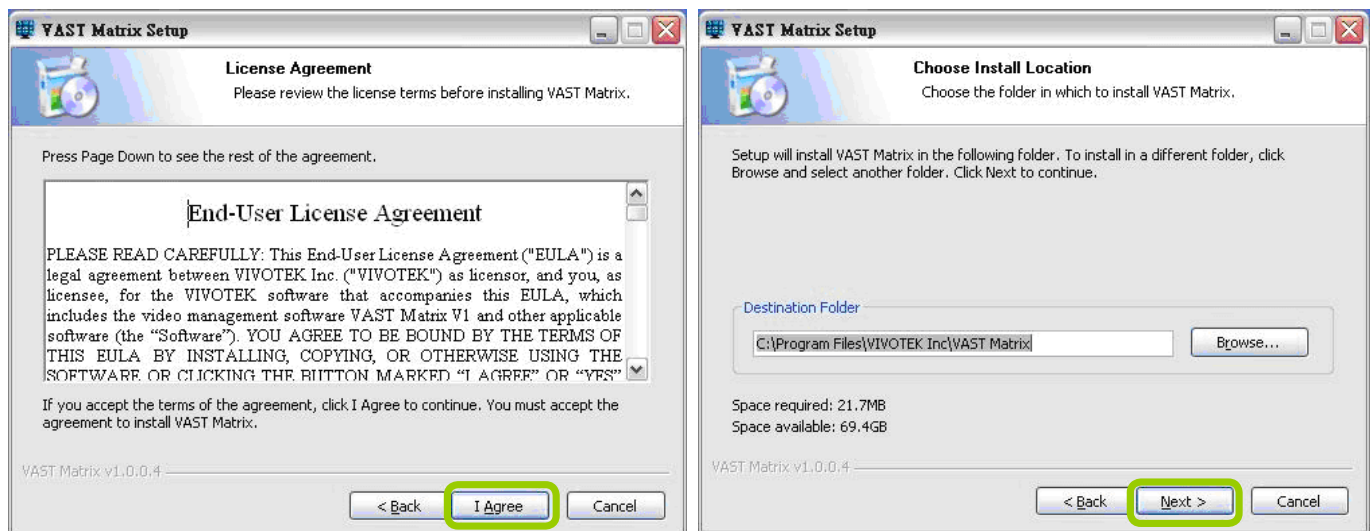 VAST Matrix Setup
License Agreement
Please review the license terms before installing VAST Matrix.
Press Page Down to see the rest of the agreement.
End-User License Agreement
PLEASE READ CAREFULLY: This End-User License Agreement ("EULA") is a
legal agreement between VIVOTEK Inc. ("VIVOTEK") as licensor, and you, as
licensee, for the VIVOTEK software that accompanies this EULA, which
includes the video management software VAST Matrix V1 and other applicable
software (the “Software”). YOU AGREE TO BE BOUND BY THE TERMS OF
THIS EULA BY INSTALLING, COPYING, OR OTHERWISE USING THE
SOFTWARE OR CLICKING THE BUTTON MARKED “I AGREE” OR “YES”
If you accept the terms of the agreement, click I Agree to continue. You must accept the
agreement to install VAST Matrix.
VAST Matrix v1.0.0.4
< Back
I Agree
Cancel
VAST Matrix Setup
Choose Install Location
Choose the folder in which to install VAST Matrix.
Setup will install VAST Matrix in the following folder. To install in a different folder, click
Browse and select another folder. Click Next to continue.
Destination Folder
C:\Program Files\VIVOTEK Inc\VAST Matrix
Browse...
Space required: 21.7MB
Space available: 69.4GB
VAST Matrix v1.0.0.4
< Back
Next >
Cancel